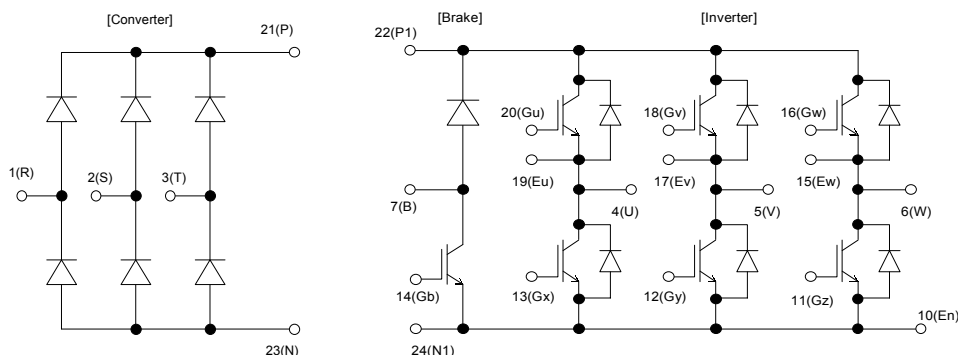 [Converter]
21(P)
1(R)
2(S)
3(T)
23(N)
[Brake]
[Inverter]
22(P1)
20(Gu)
18(Gv)
16(Gw)
19(Eu)
17(Ev)
15(Ew)
7(B)
4(U)
5(V)
6(W)
14(Gb)
13(Gx)
12(Gy)
11(Gz)
10(En)
24(N1)